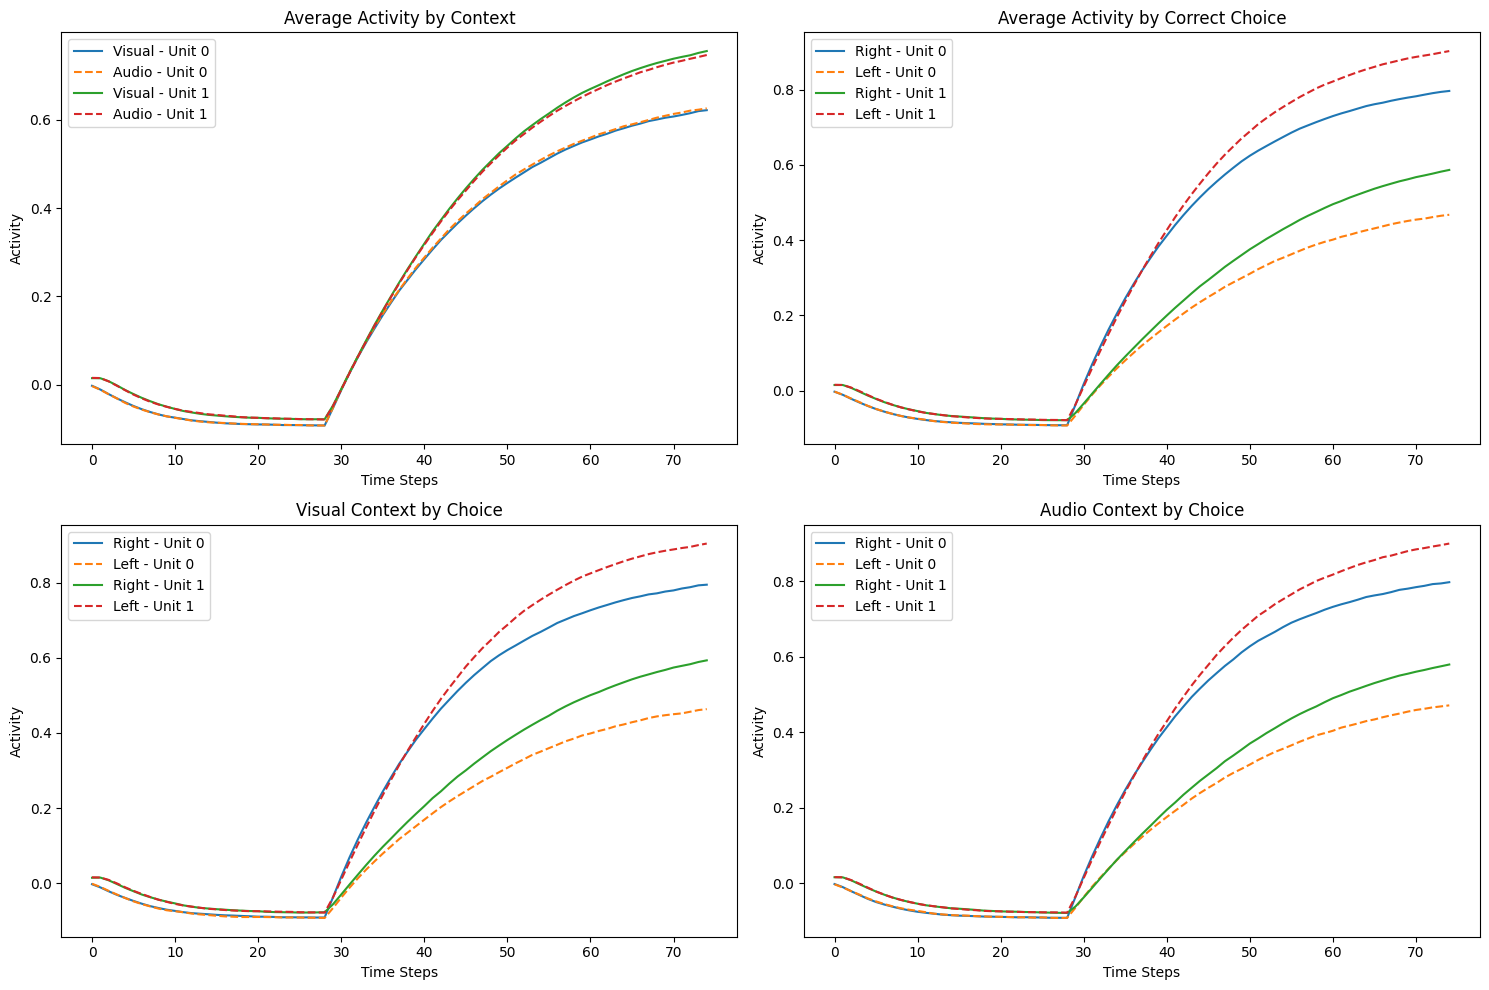 Average Activity by Context
Visual - Unit 0
Audio - Unit 0
Visual - Unit 1
Audio - Unit 1
Activity
0.6
0.4
0.2
0.0
0 10 20 30 40 50 60 70
Time Steps
Average Activity by Correct Choice
Right - Unit 0
Left - Unit 0
Right - Unit 1
Left - Unit 1
Activity
0.8
0.6
0.4
0.2
0.0
0 10 20 30 40 50 60 70
Time Steps
Visual Context by Choice
Right - Unit 0
Left - Unit 0
Right - Unit 1
Left - Unit 1
Activity
0.8
0.6
0.4
0.2
0.0
0 10 20 30 40 50 60 70
Time Steps
Audio Context by Choice
Right - Unit 0
Left - Unit 0
Right - Unit 1
Left - Unit 1
Activity
0.8
0.6
0.4
0.2
0.0
0 10 20 30 40 50 60 70
Time Steps